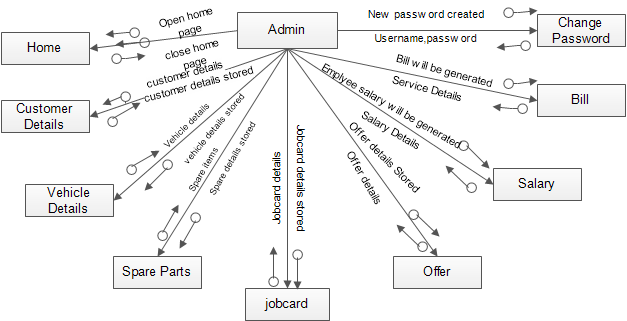 Open home
page
New password created
Change
Password
Admin
Home
close home
page
Username,password
Bill will be generated
Service Details
Bill
customer details
customer details stored
Customer
Details
Emplyee salary will be generated
Salary Details
Salary
Vehicle details
vehicle details stored
Vehicle
Details
Spare items
Spare details stored
Spare Parts
Jobcard details
Jobcard details stored
jobcard
Offer details Stored
Offer details
Offer